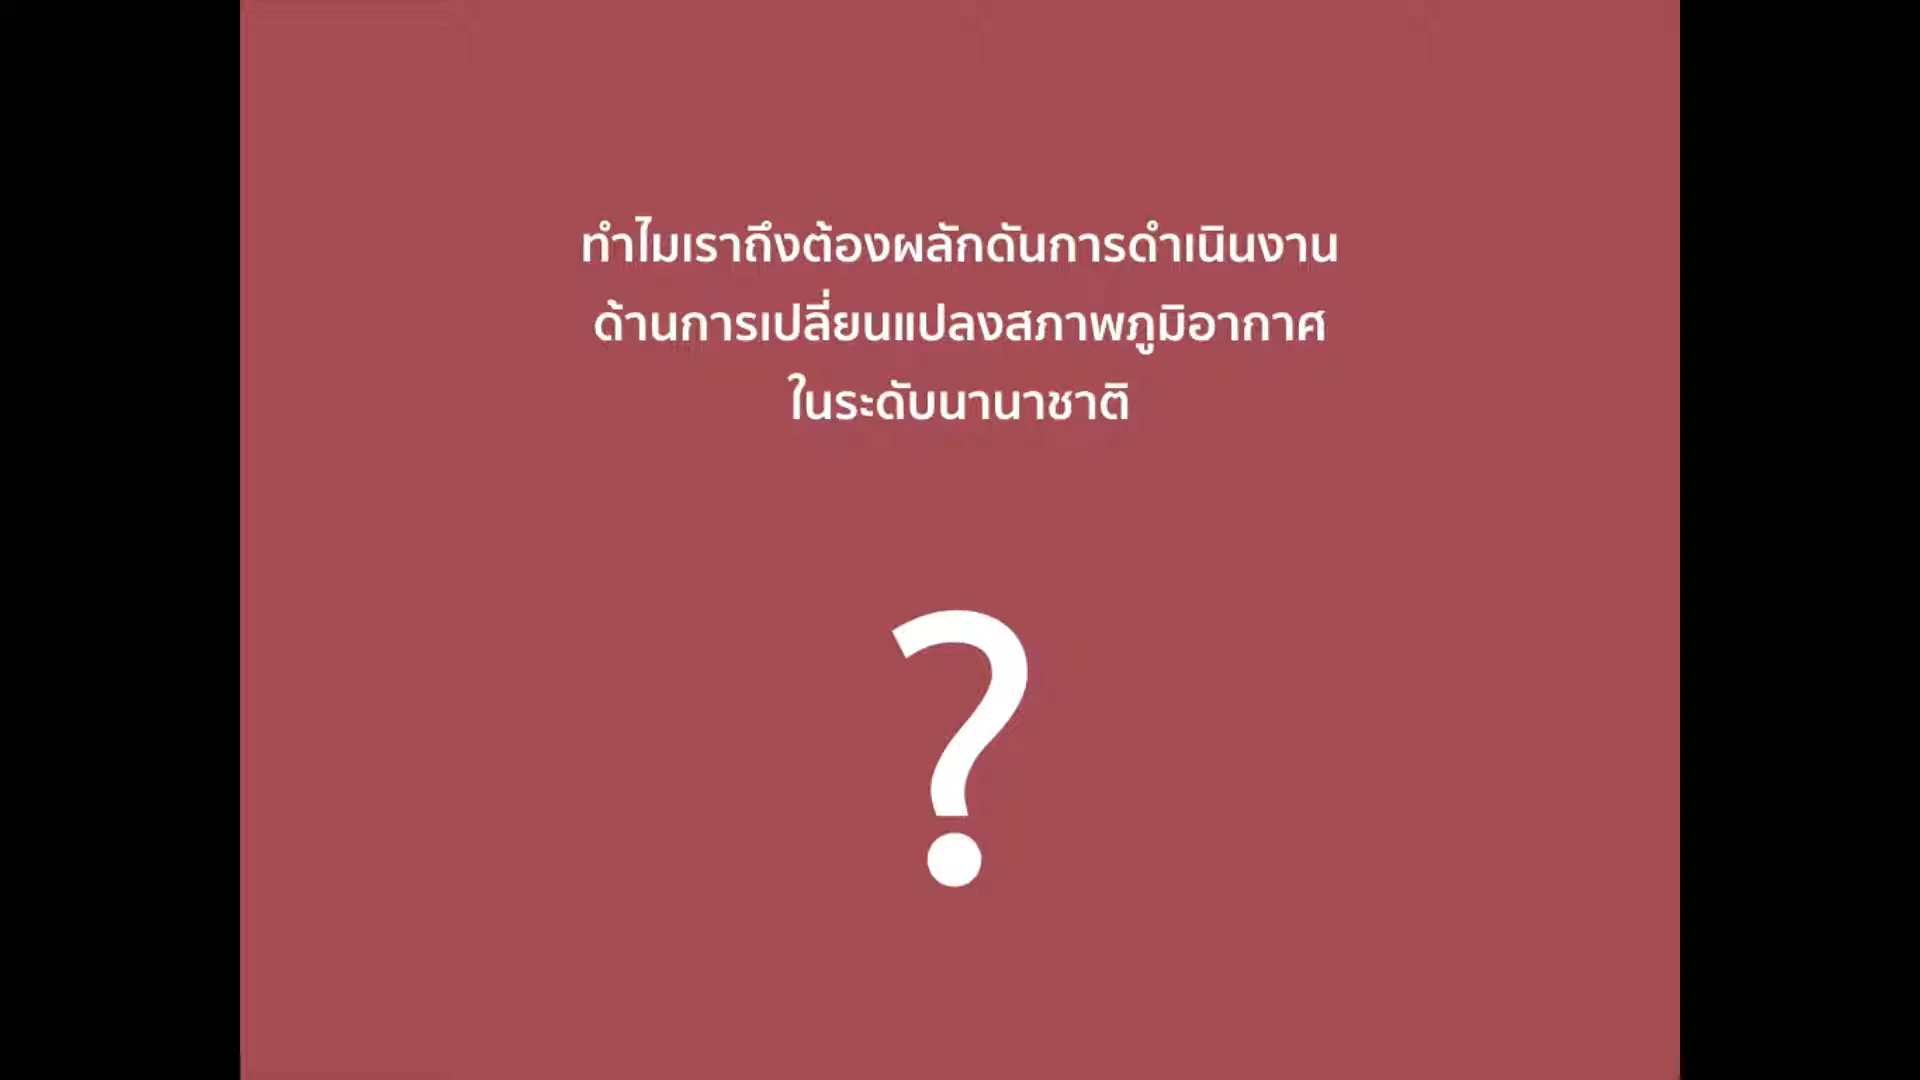 ทำไมเราถึงต้องผลักดันการดำเนินงาน
ด้านการเปลี่ยนแปลงสภาพภูมิอากาศ
ในระดับนานาชาติ
?